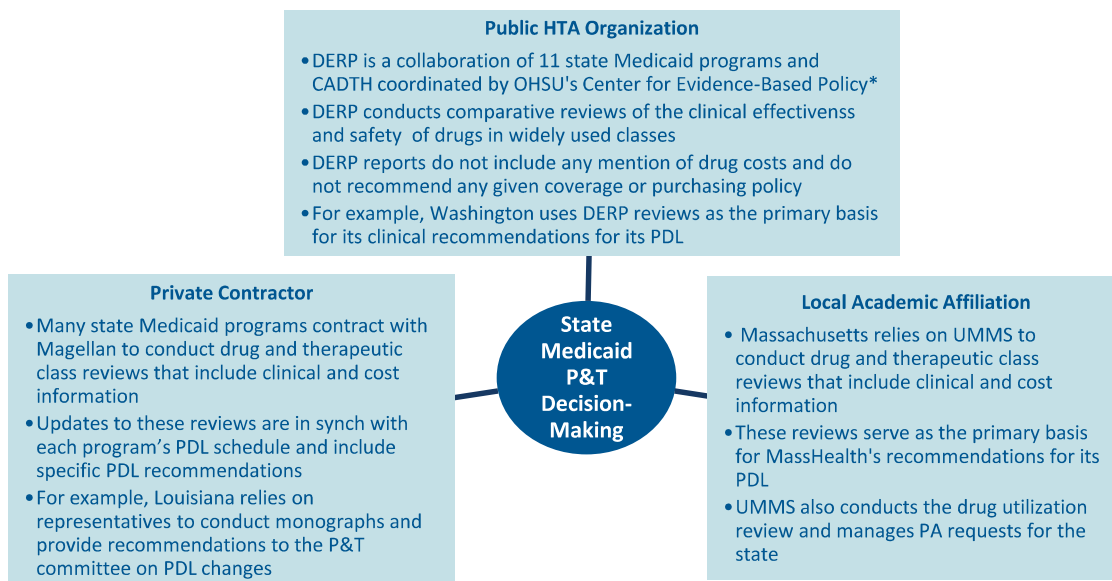 Public HTA Organization
•DERP is a collaboration of 11 state Medicaid programs and
CADTH coordinated by OHSU's Center for Evidence-Based Policy*
•DERP conducts comparative reviews of the clinical effectivenss
and safety of drugs in widely used classes
•DERP reports do not include any mention of drug costs and do
not recommend any given coverage or purchasing policy
•For example, Washington uses DERP reviews as the primary basis
for its clinical recommendations for its PDL
Private Contractor
•Many state Medicaid programs contract with
Magellan to conduct drug and therapeutic
class reviews that include clinical and cost
information
•Updates to these reviews are in synch with
each program’s PDL schedule and include
specific PDL recommendations
•For example, Louisiana relies on
representatives to conduct monographs and
provide recommendations to the P&T
committee on PDL changes
State
Medicaid
P&T
Decision-
Making
Local Academic Affiliation
• Massachusetts relies on UMMS to
conduct drug and therapeutic class
reviews that include clinical and cost
information
•These reviews serve as the primary basis
for MassHealth's recommendations for its
PDL
•UMMS also conducts the drug utilization
review and manages PA requests for the
state